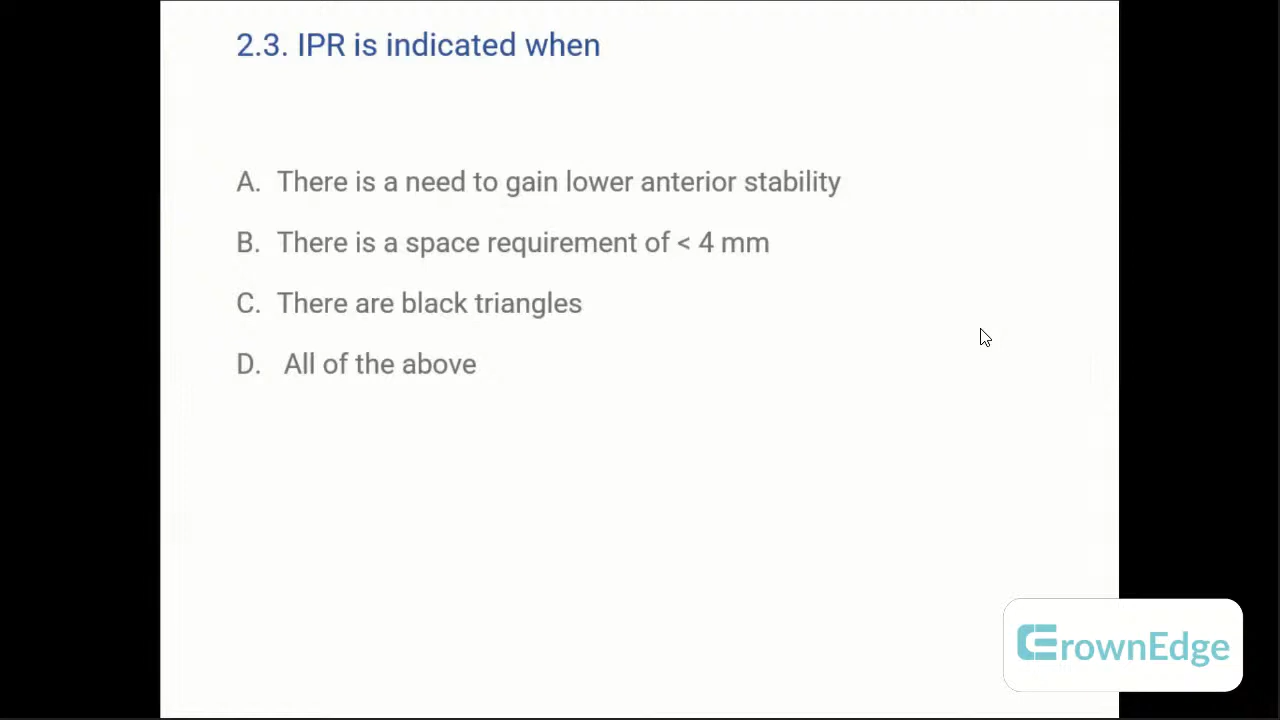 2.3. IPR is indicated when
A. There is a need to gain lower anterior stability
B. There is a space requirement of < 4 mm
C. There are black triangles
D. All of the above
CrownEdge